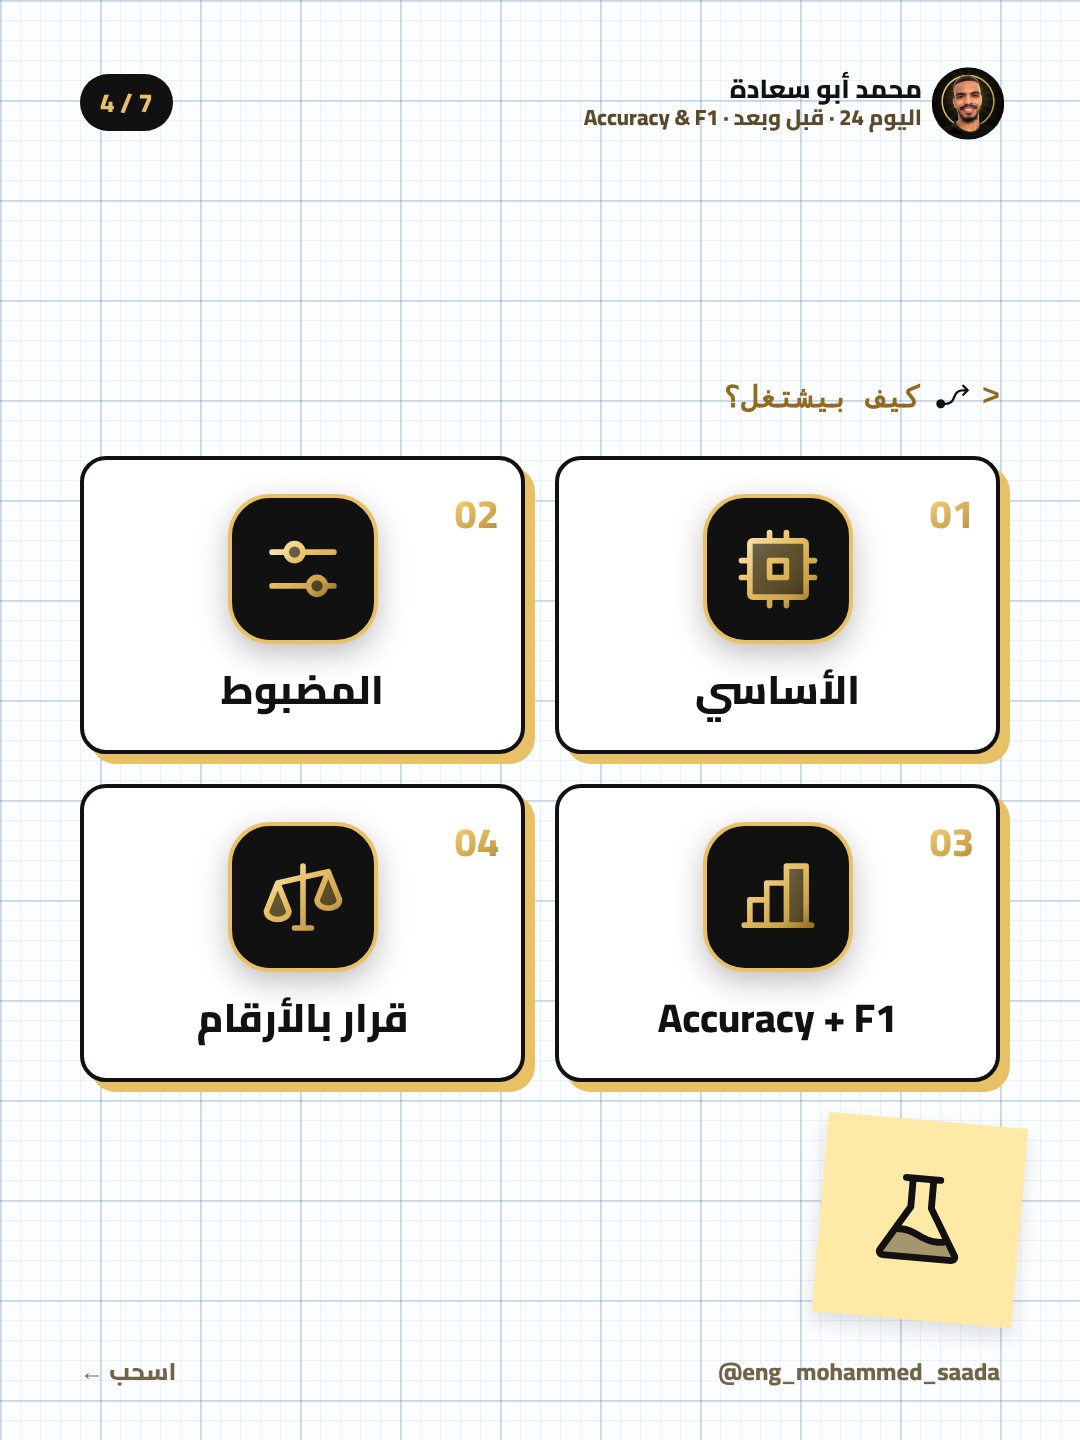 محمد أبو سعادة
اليوم 24 · قبل وبعد · Accuracy & F1
4 / 7
> كيف بيشتغل؟
01
الأساسي
02
المضبوط
03
Accuracy + F1
04
قرار بالأرقام
@eng_mohammed_saada
اسحب ←